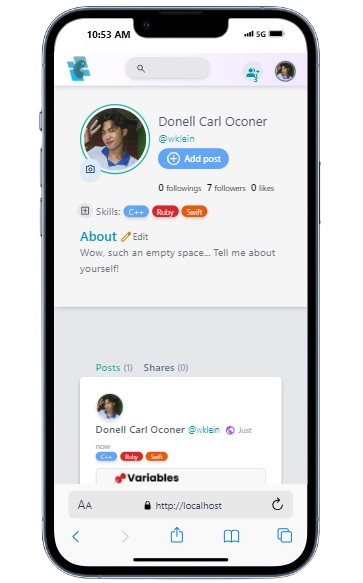 10:53 AM
5G
3
Donell Carl Oconer
@wklein
Add post
0 followings 7 followers 0 likes
Skills: C++ Ruby Swift
About Edit
Wow, such an empty space... Tell me about
yourself!
Posts (1) Shares (0)
Donell Carl Oconer @wklein Just
now
C++ Ruby Swift
Variables
AA http://localhost